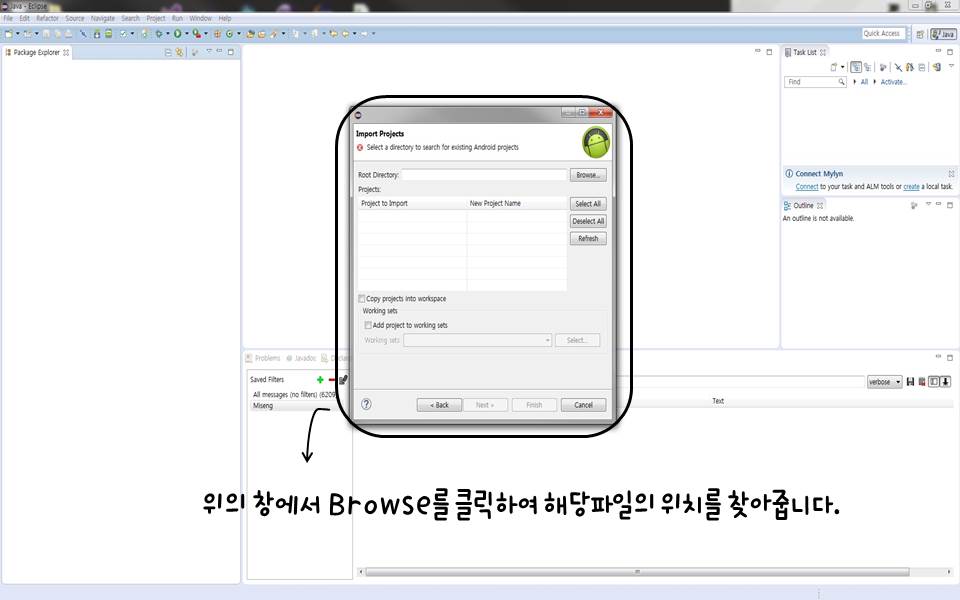 Java - Eclipse
File Edit Refactor Source Navigate Search Project Run Window Help
Quick Access
Java
Package Explorer
Task List
Find
All
Activate...
Connect Mylyn
Connect to your task and ALM tools or create a local task.
Outline
An outline is not available.
Import Projects
Select a directory to search for existing Android projects
Root Directory:
Browse...
Projects:
Project to Import New Project Name
Select All
Deselect All
Refresh
Copy projects into workspace
Working sets
Add project to working sets
Working sets:
Select...
< Back Next > Finish Cancel
Problems Javadoc
Saved Filters
All messages (no filters) (6209
Miseng
verbose
Text
위의 창에서 Browse를 클릭하여 해당파일의 위치를 찾아줍니다.